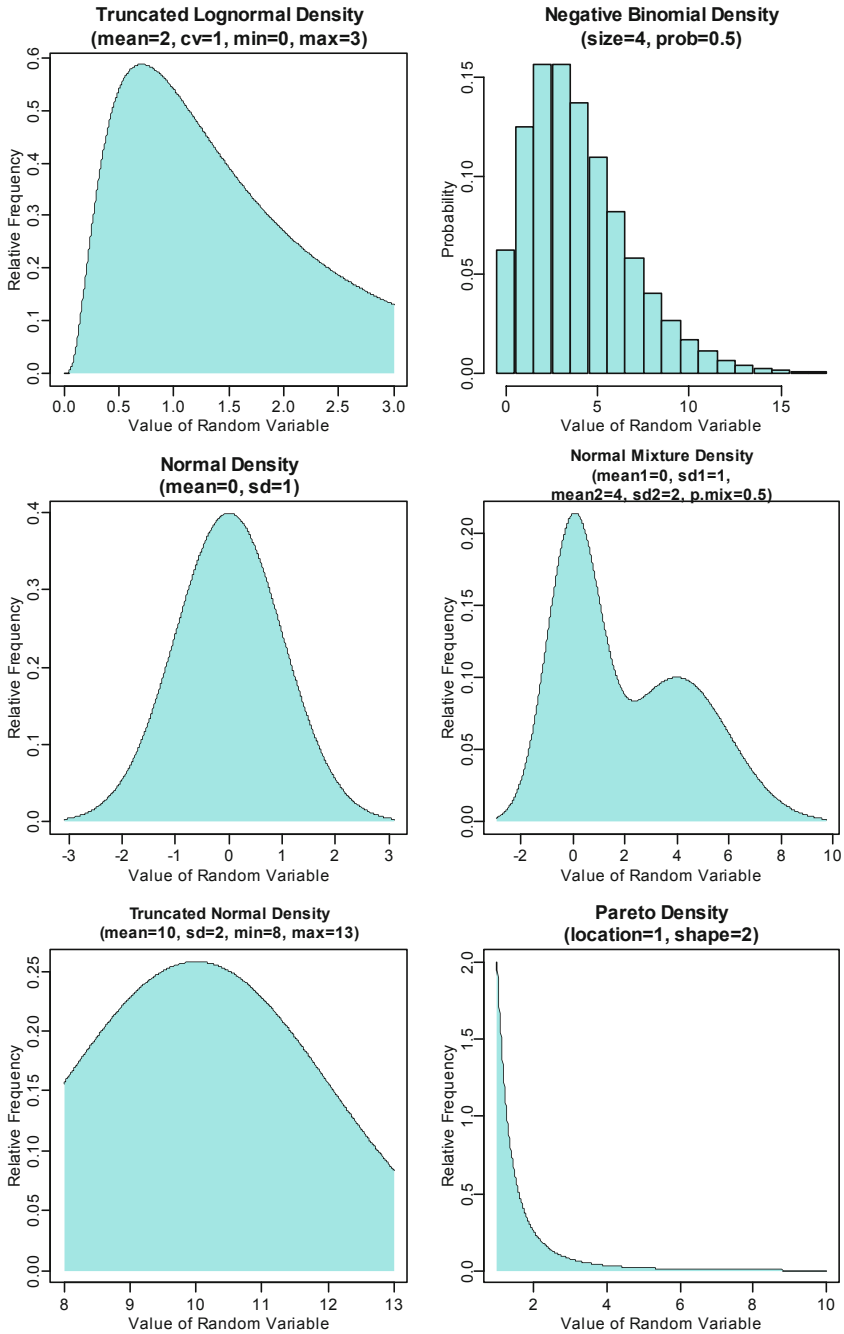 Truncated Lognormal Density
(mean=2, cv=1, min=0, max=3)
Relative Frequency
0.0 0.1 0.2 0.3 0.4 0.5 0.6
0.0 0.5 1.0 1.5 2.0 2.5 3.0
Value of Random Variable
Negative Binomial Density
(size=4, prob=0.5)
Probability
0.00 0.05 0.10 0.15
0 5 10 15
Value of Random Variable
Normal Density
(mean=0, sd=1)
Relative Frequency
0.0 0.1 0.2 0.3 0.4
-3 -2 -1 0 1 2 3
Value of Random Variable
Normal Mixture Density
(mean1=0, sd1=1,
mean2=4, sd2=2, p.mix=0.5)
Relative Frequency
0.00 0.05 0.10 0.15 0.20
-2 0 2 4 6 8 10
Value of Random Variable
Truncated Normal Density
(mean=10, sd=2, min=8, max=13)
Relative Frequency
0.00 0.05 0.10 0.15 0.20 0.25
8 9 10 11 12 13
Value of Random Variable
Pareto Density
(location=1, shape=2)
Relative Frequency
0.0 0.5 1.0 1.5 2.0
2 4 6 8 10
Value of Random Variable